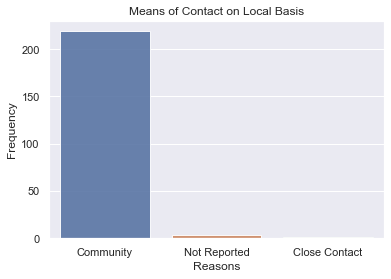 Means of Contact on Local Basis
Frequency
200
150
100
50
0
Community Not Reported Close Contact
Reasons